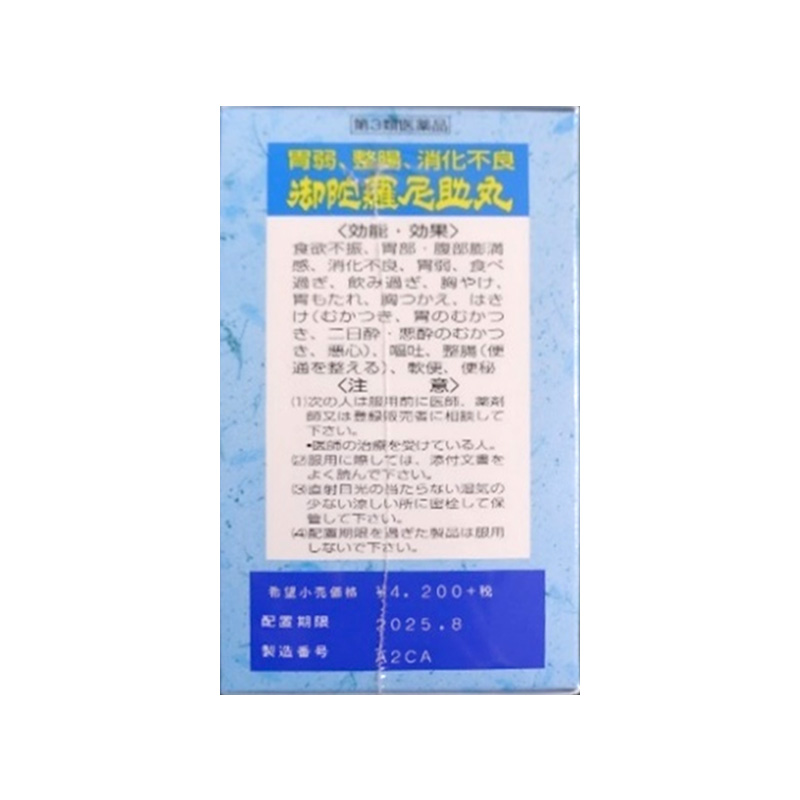 第3類医薬品
胃弱、整腸、消化不良
御陀羅尼助丸
〈効能・効果〉
食欲不振、胃部・腹部膨満
感、消化不良、胃弱、食べ
過ぎ、飲み過ぎ、胸やけ、
胃もたれ、胸つかえ、はき
け(むかつき、胃のむかつ
き、二日酔・悪酔のむかつ
き、悪心)、嘔吐、整腸(便
通を整える)、軟便、便秘
〈注　意〉
(1)次の人は服用前に医師、薬剤
師又は登録販売者に相談して
下さい。
•医師の治療を受けている人。
(2)服用に際しては、添付文書を
よく読んで下さい。
(3)直射日光の当たらない湿気の
少ない涼しい所に密栓して保
管して下さい。
(4)配置期限を過ぎた製品は服用
しないで下さい。
希望小売価格 ¥4,200+税
配置期限 2025.8
製造番号 A2CA